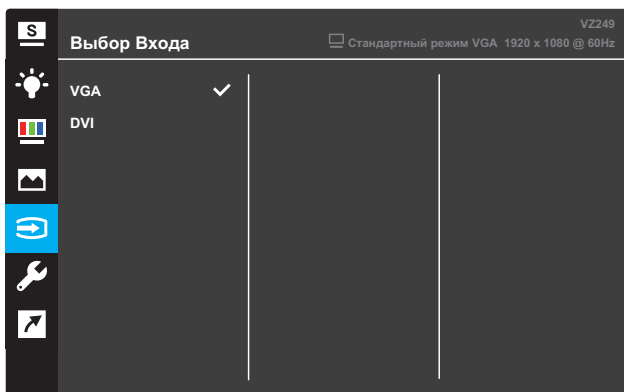 S
VZ249
Выбор Входа
Стандартный режим VGA 1920 x 1080 @ 60Hz
VGA
DVI